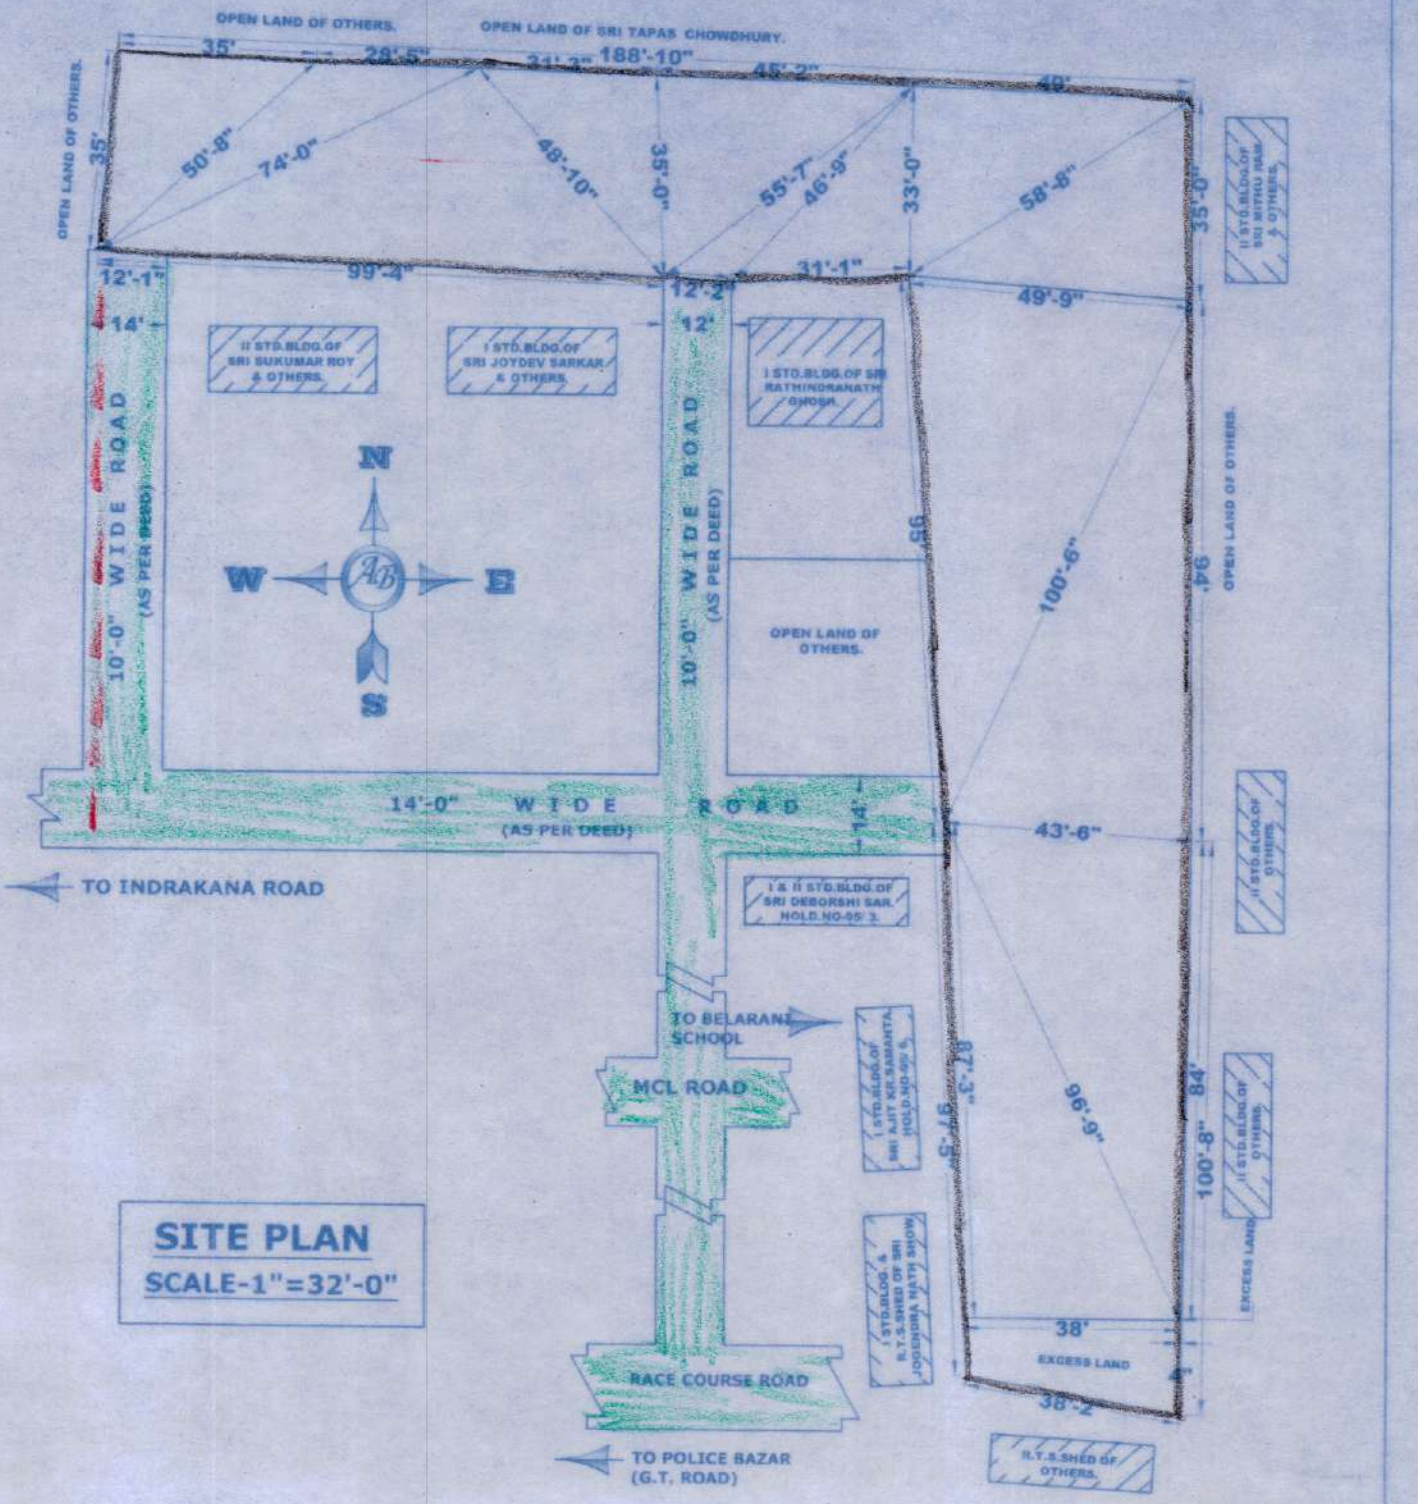 OPEN LAND OF OTHERS.
OPEN LAND OF SRI TAPAS CHOWDHURY.
35'
28'-5"
31'-3"
188'-10"
45'-2"
49'
OPEN LAND OF OTHERS.
35'
50'-8"
74'-0"
48'-10"
35'-0"
55'-7"
46'-9"
33'-0"
58'-8"
35'-0"
II STD.BLDG.OF
SRI MITHU
& OTHERS.
12'-1"
99'-4"
12'-2"
31'-1"
49'-9"
14'
12'
II STD.BLDG.OF
SRI SUKUMAR ROY
& OTHERS.
I STD.BLDG.OF
SRI JOYDEV SARKAR
& OTHERS.
I STD.BLDG.OF SRI
RATHINDRANATH
GHOSH.
10'-0" WIDE ROAD
(AS PER DEED)
N
W
AB
E
S
10'-0" WIDE ROAD
(AS PER DEED)
95'
100'-6"
94'
OPEN LAND OF OTHERS.
OPEN LAND OF
OTHERS.
14'-0" WIDE ROAD
(AS PER DEED)
14'
43'-6"
II STD.BLDG.OF
OTHERS.
TO INDRAKANA ROAD
I & II STD.BLDG.OF
SRI DEBORSHI SAR.
HOLD.NO-95/ 3.
TO BELARANI
SCHOOL
MCL ROAD
I STD.BLDG.OF
SRI AJIT KR.SAMANTA.
HOLD.NO-95/ 5.
87'-3"
97'-5"
96'-9"
84'
100'-8"
II STD.BLDG.OF
OTHERS.
SITE PLAN
SCALE-1"=32'-0"
I STD.BLDG. &
R.T.S.SHED OF SRI
JOGENDRA NATH SHOW
EXCESS LAND
38'
EXCESS LAND
4'
38'-2"
RACE COURSE ROAD
TO POLICE BAZAR
(G.T. ROAD)
R.T.S.SHED OF
OTHERS.